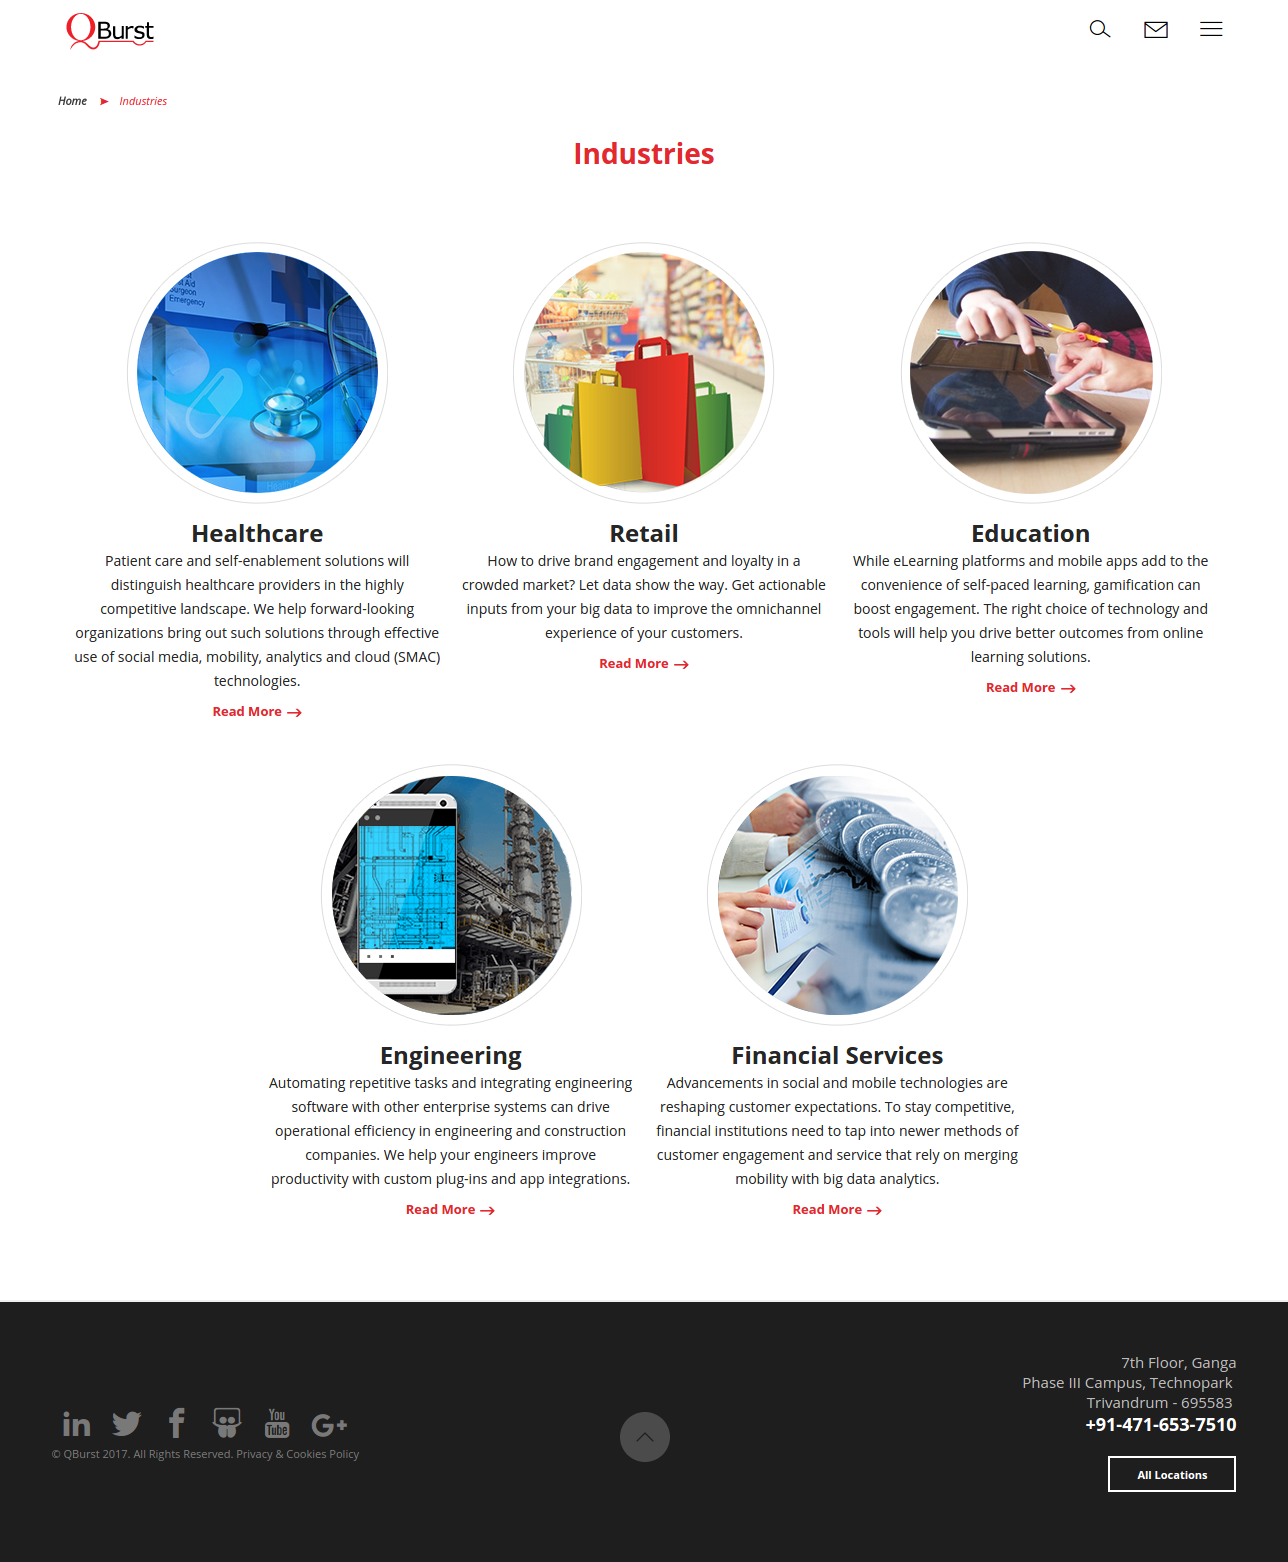 QBurst
Home ➤ Industries
Industries
st Aid
Surgeon
Emergency
Healthcare
Patient care and self-enablement solutions will
distinguish healthcare providers in the highly
competitive landscape. We help forward-looking
organizations bring out such solutions through effective
use of social media, mobility, analytics and cloud (SMAC)
technologies.
Read More →
Retail
How to drive brand engagement and loyalty in a
crowded market? Let data show the way. Get actionable
inputs from your big data to improve the omnichannel
experience of your customers.
Read More →
Education
While eLearning platforms and mobile apps add to the
convenience of self-paced learning, gamification can
boost engagement. The right choice of technology and
tools will help you drive better outcomes from online
learning solutions.
Read More →
Engineering
Automating repetitive tasks and integrating engineering
software with other enterprise systems can drive
operational efficiency in engineering and construction
companies. We help your engineers improve
productivity with custom plug-ins and app integrations.
Read More →
Financial Services
Advancements in social and mobile technologies are
reshaping customer expectations. To stay competitive,
financial institutions need to tap into newer methods of
customer engagement and service that rely on merging
mobility with big data analytics.
Read More →
7th Floor, Ganga
Phase III Campus, Technopark
Trivandrum - 695583
+91-471-653-7510
All Locations
in f You Tube G+
© QBurst 2017. All Rights Reserved. Privacy & Cookies Policy